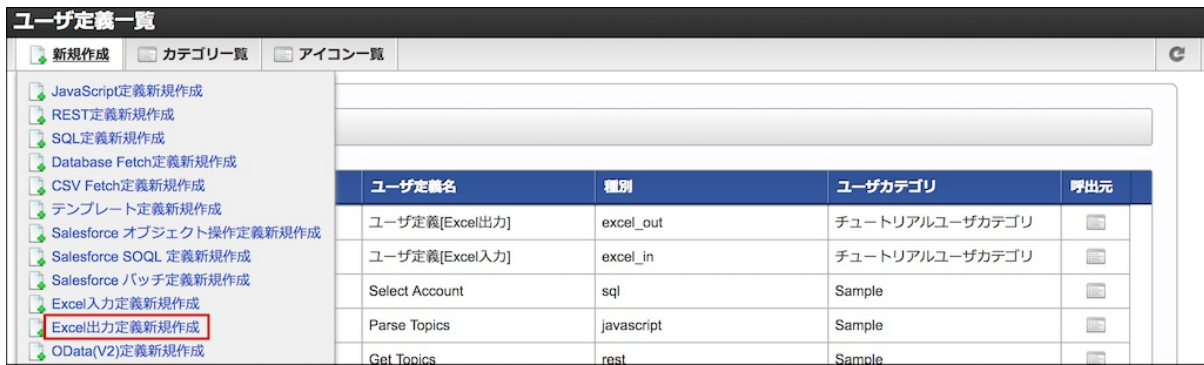 ユーザ定義一覧
新規作成 カテゴリ一覧 アイコン一覧
JavaScript定義新規作成
REST定義新規作成
SQL定義新規作成
Database Fetch定義新規作成
CSV Fetch定義新規作成
テンプレート定義新規作成
Salesforce オブジェクト操作定義新規作成
Salesforce SOQL 定義新規作成
Salesforce バッチ定義新規作成
Excel入力定義新規作成
Excel出力定義新規作成
OData(V2)定義新規作成
ユーザ定義名 種別 ユーザカテゴリ 呼出元
ユーザ定義[Excel出力] excel_out チュートリアルユーザカテゴリ
ユーザ定義[Excel入力] excel_in チュートリアルユーザカテゴリ
Select Account sql Sample
Parse Topics javascript Sample
Get Topics rest Sample